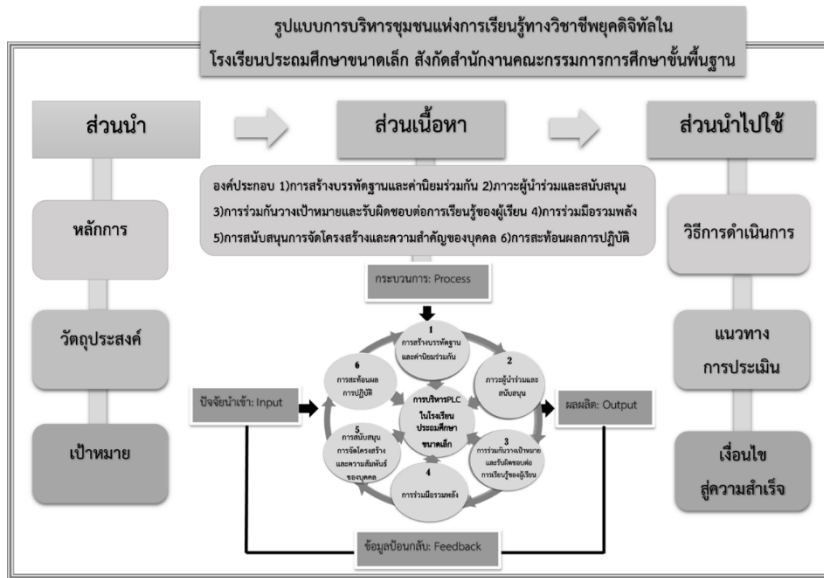 รูปแบบการบริหารชุมชนแห่งการเรียนรู้ทางวิชาชีพยุคดิจิทัลใน
โรงเรียนประถมศึกษาขนาดเล็ก สังกัดสำนักงานคณะกรรมการการศึกษาขั้นพื้นฐาน
ส่วนนำ
ส่วนเนื้อหา
ส่วนนำไปใช้
องค์ประกอบ 1)การสร้างบรรทัดฐานและค่านิยมร่วมกัน 2)ภาวะผู้นำร่วมและสนับสนุน
3)การร่วมกันวางเป้าหมายและรับผิดชอบต่อการเรียนรู้ของผู้เรียน 4)การร่วมมือรวมพลัง
5)การสนับสนุนการจัดโครงสร้างและความสำคัญของบุคคล 6)การสะท้อนผลการปฏิบัติ
หลักการ
วัตถุประสงค์
เป้าหมาย
กระบวนการ: Process
ปัจจัยนำเข้า: Input
1
การสร้างบรรทัดฐาน
และค่านิยมร่วมกัน
2
ภาวะผู้นำร่วมและ
สนับสนุน
3
การร่วมกันวางเป้าหมาย
และรับผิดชอบต่อ
การเรียนรู้ของผู้เรียน
4
การร่วมมือรวมพลัง
5
การสนับสนุน
การจัดโครงสร้าง
และความสัมพันธ์
ของบุคคล
6
การสะท้อนผล
การปฏิบัติ
การบริหารPLC
ในโรงเรียน
ประถมศึกษา
ขนาดเล็ก
ผลผลิต: Output
ข้อมูลป้อนกลับ: Feedback
วิธีการดำเนินการ
แนวทาง
การประเมิน
เงื่อนไข
สู่ความสำเร็จ